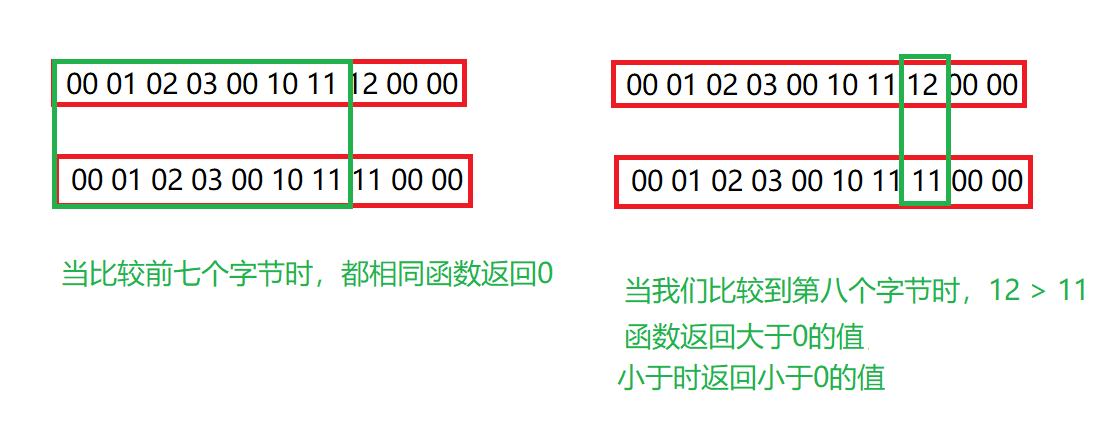 00 01 02 03 00 10 11 12 00 00
00 01 02 03 00 10 11 11 00 00
当比较前七个字节时，都相同函数返回0
00 01 02 03 00 10 11 12 00 00
00 01 02 03 00 10 11 11 00 00
当我们比较到第八个字节时，12 > 11
函数返回大于0的值
小于时返回小于0的值